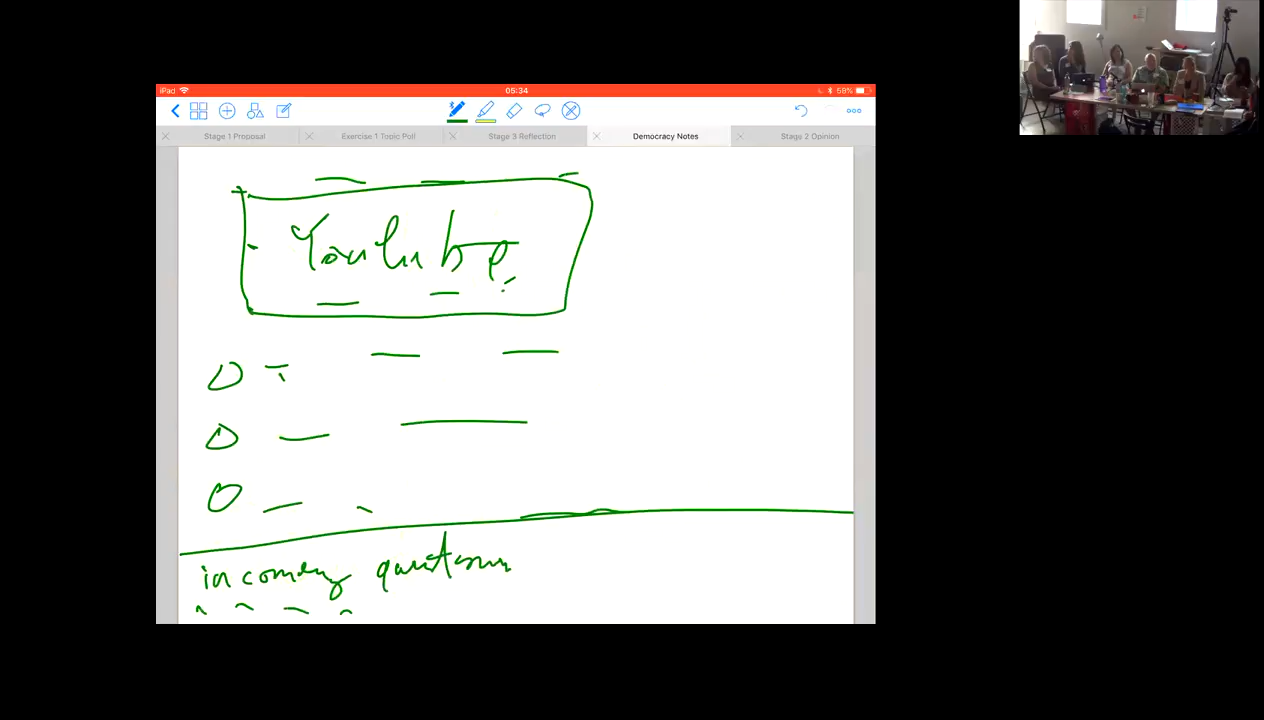 iPad 05:34 58%
Stage 1 Proposal Exercise 1 Topic Poll Stage 3 Reflection Democracy Notes Stage 2 Opinion
Youtube
incoming questions